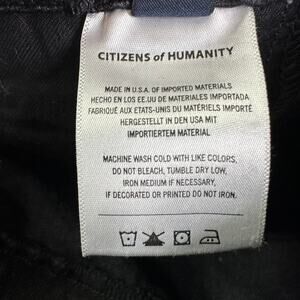 CITIZENS of HUMANITY
MADE IN U.S.A. OF IMPORTED MATERIALS
HECHO EN LOS EE.UU DE MATERIALES IMPORTADA
FABRIQUÉ AUX ETATS-UNIS DU MATÉRIELS IMPORTÉ
HERGESTELLT IN DEN USA MIT
IMPORTIERTEM MATERIAL
MACHINE WASH COLD WITH LIKE COLORS,
DO NOT BLEACH, TUMBLE DRY LOW,
IRON MEDIUM IF NECESSARY,
IF DECORATED OR PRINTED DO NOT IRON.